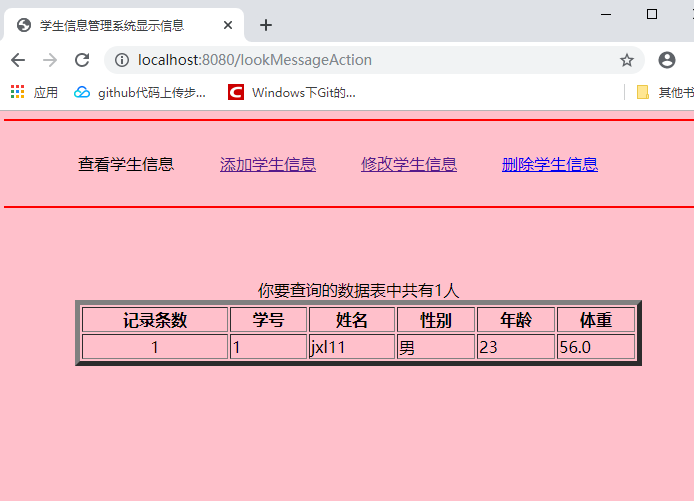 学生信息管理系统显示信息
localhost:8080/lookMessageAction
应用 github代码上传步... Windows下Git的... 其他书
查看学生信息 添加学生信息 修改学生信息 删除学生信息
你要查询的数据表中共有1人
记录条数 学号 姓名 性别 年龄 体重
1 1 jxl11 男 23 56.0